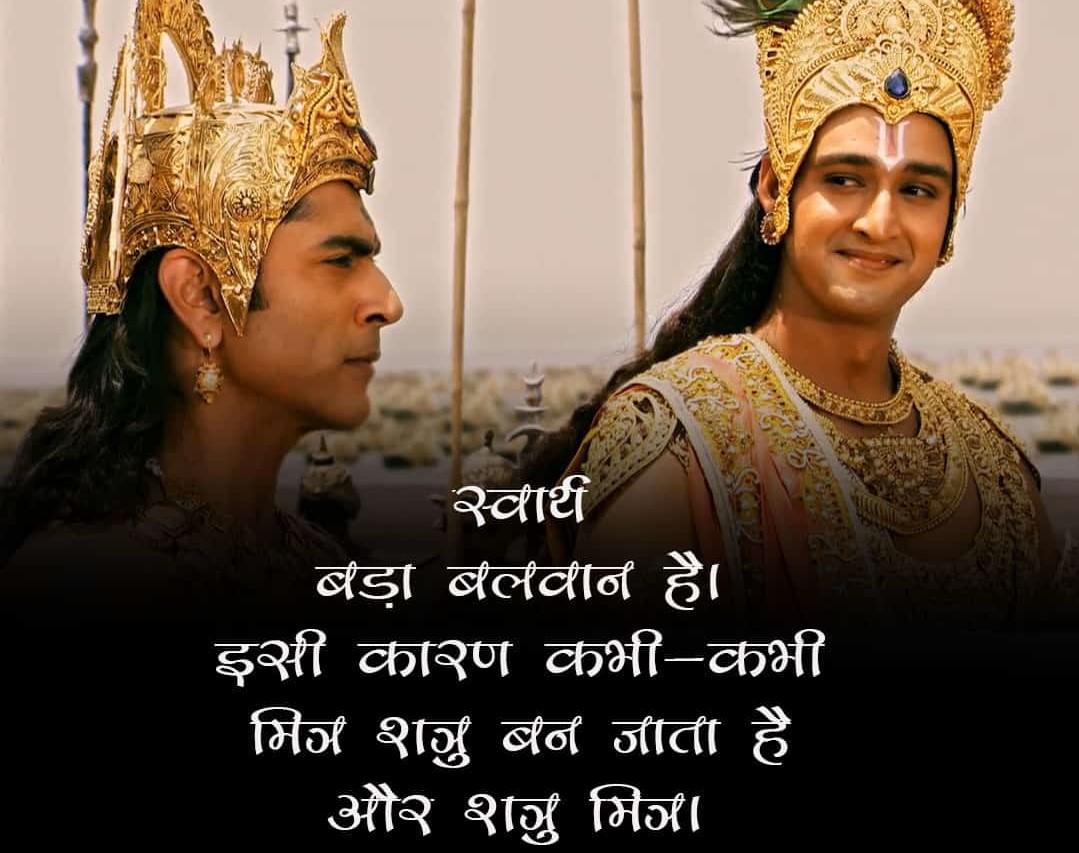 स्वार्थ
बड़ा बलवान है।
इसी कारण कभी–कभी
मित्र शत्रु बन जाता है
और शत्रु मित्र।